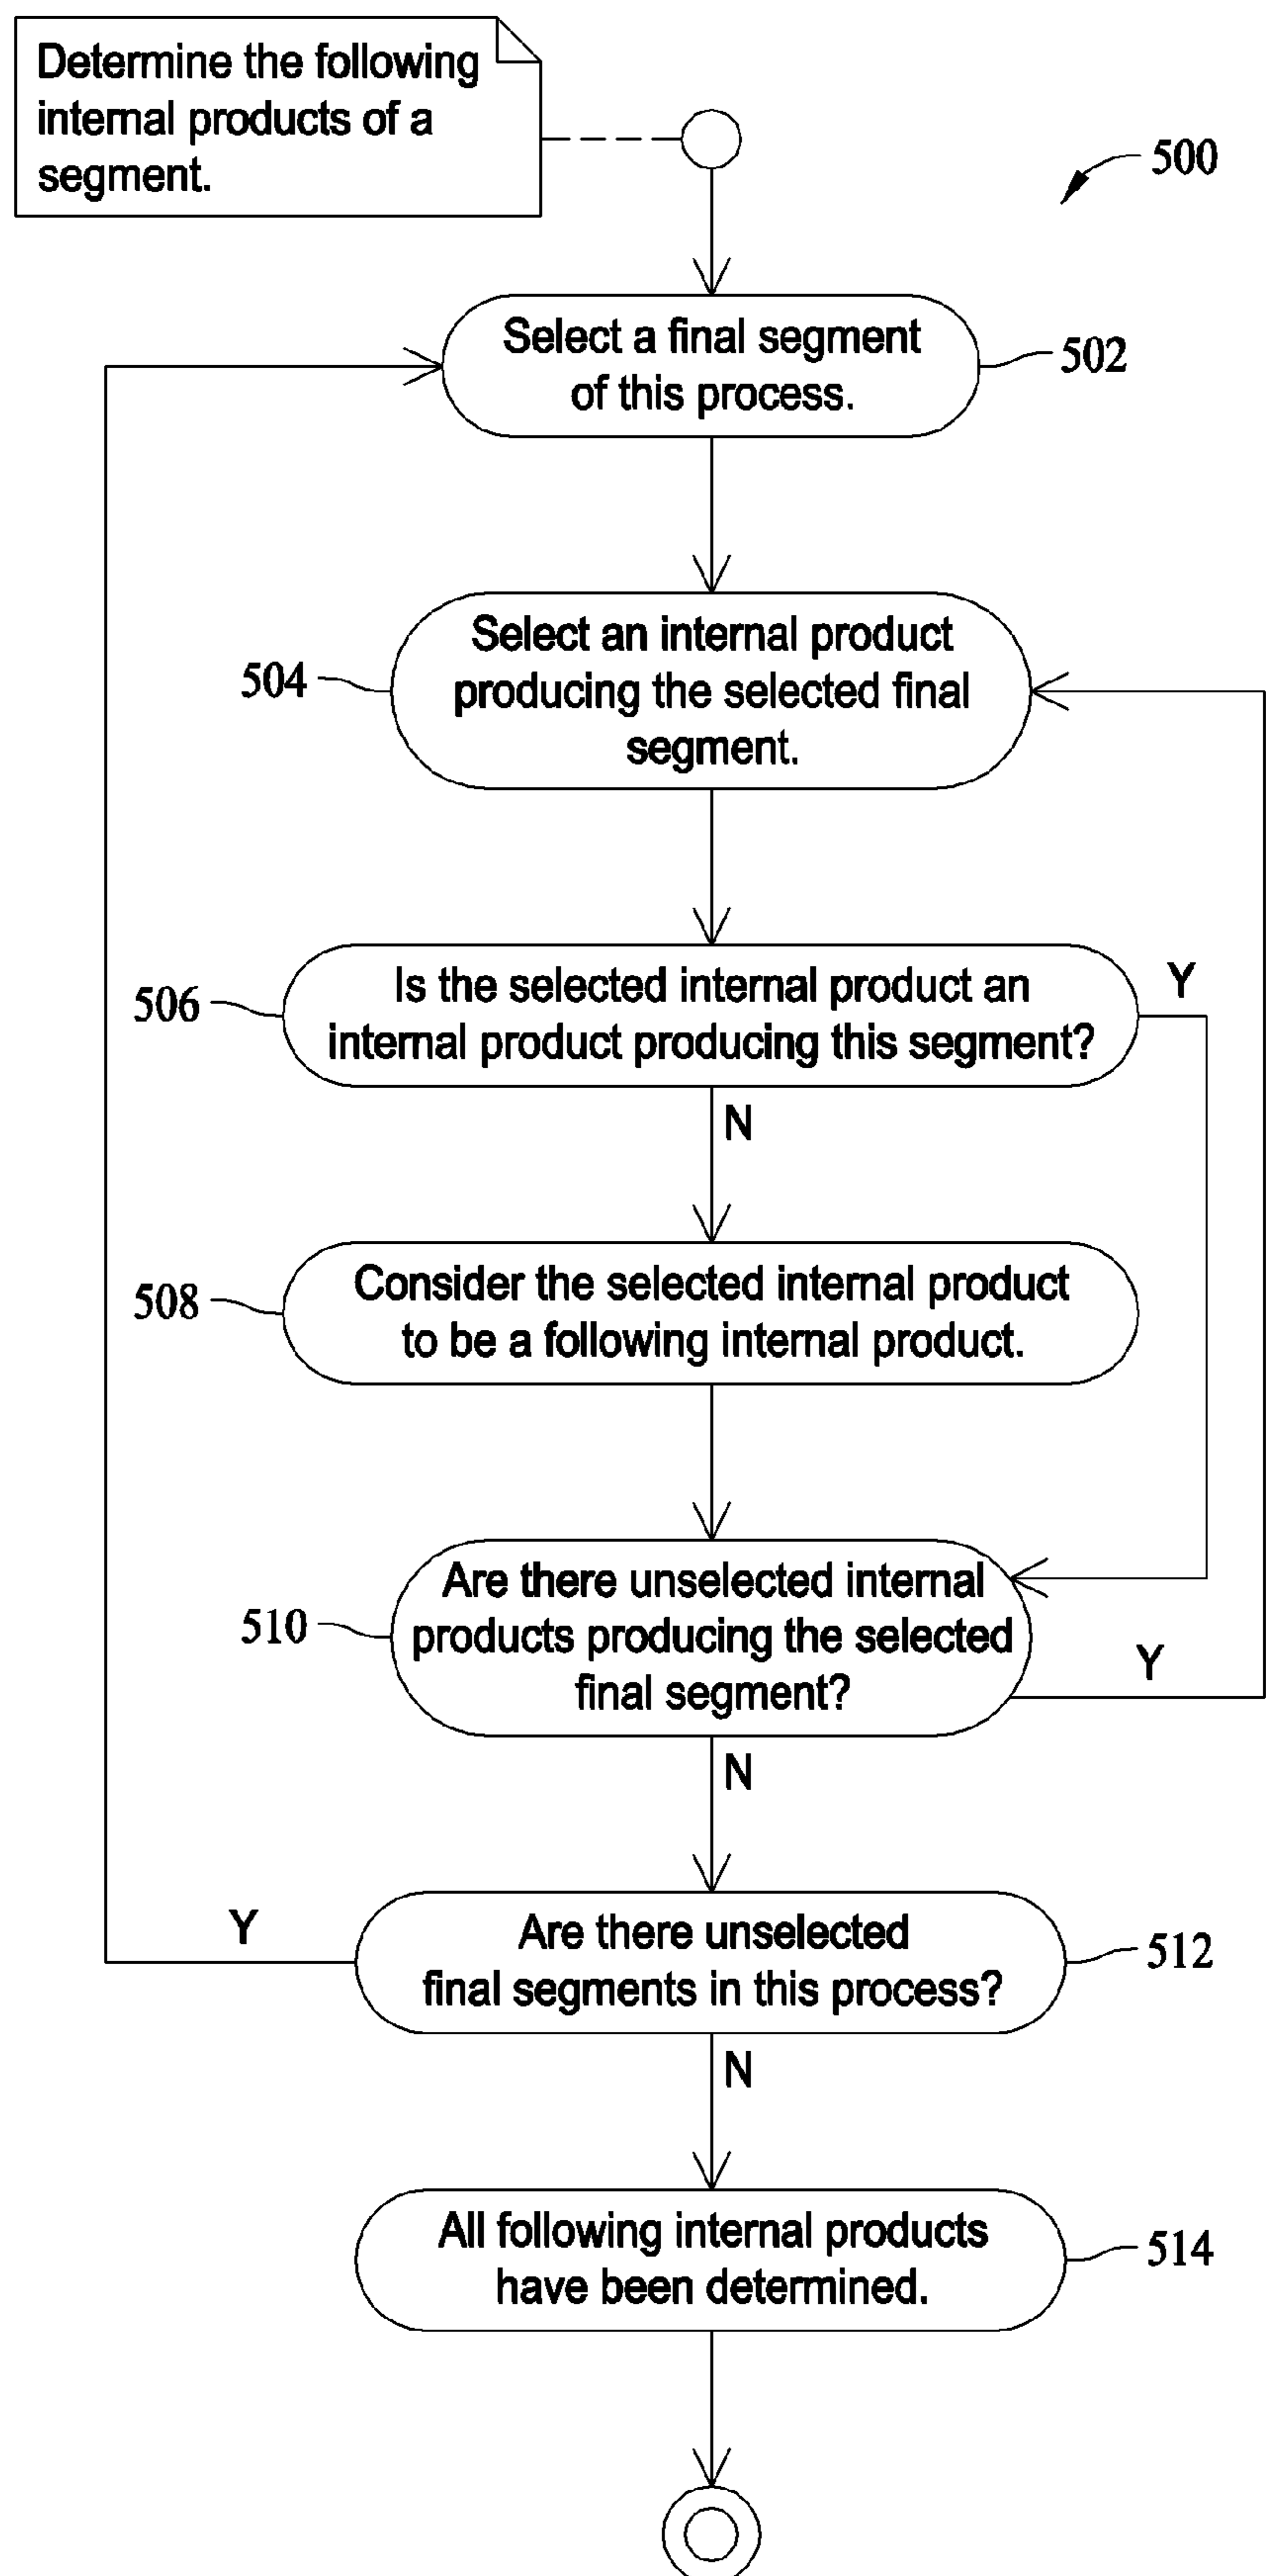 Determine the following
internal products of a
segment.
500
Select a final segment
of this process.
502
Select an internal product
producing the selected final
segment.
504
Is the selected internal product an
internal product producing this segment?
506
Y
N
Consider the selected internal product
to be a following internal product.
508
Are there unselected internal
products producing the selected
final segment?
510
Y
N
Are there unselected
final segments in this process?
512
Y
N
All following internal products
have been determined.
514